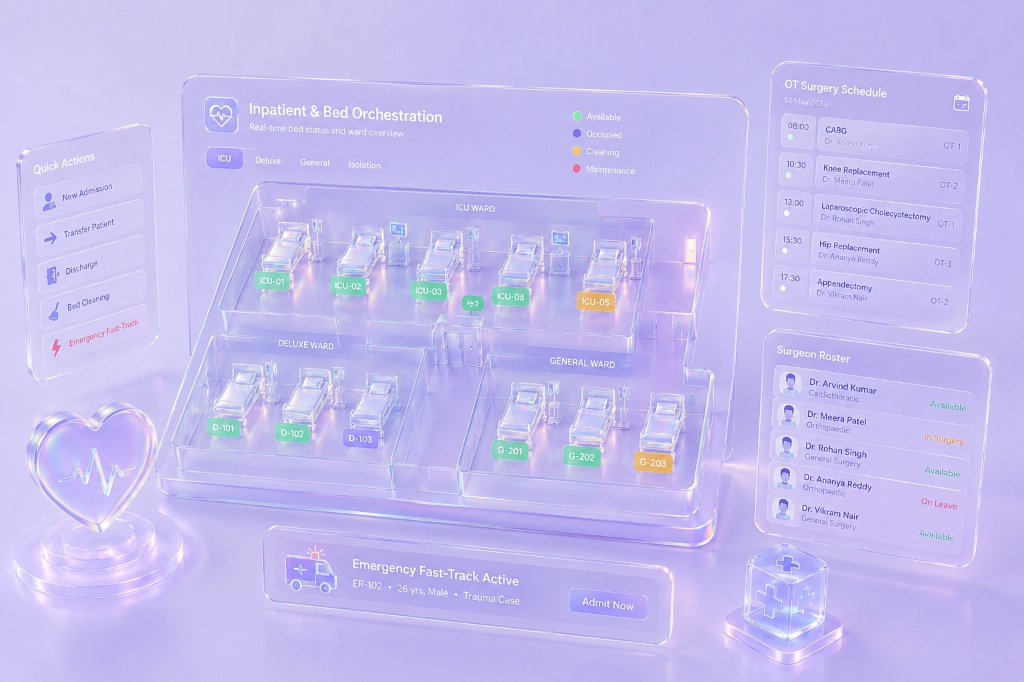 Inpatient & Bed Orchestration
Real-time bed status and ward overview
Available
Occupied
Cleaning
Maintenance
ICU
Deluxe
General
Isolation
Quick Actions
New Admission
Transfer Patient
Discharge
Bed Cleaning
Emergency Fast-Track
ICU WARD
ICU-01
ICU-02
ICU-03
ICU-05
DELUXE WARD
D-101
D-102
D-103
GENERAL WARD
G-201
G-202
G-203
OT Surgery Schedule
08:00
CABG
Dr. Arvind
OT-1
10:30
Knee Replacement
Dr. Meera Patel
OT-2
13:00
Laparoscopic Cholecystectomy
Dr. Rohan Singh
OT-1
15:30
Hip Replacement
Dr. Ananya Reddy
OT-3
17:30
Appendectomy
Dr. Vikram Nair
OT-2
Surgeon Roster
Dr. Arvind Kumar
Cardiothoracic
Available
Dr. Meera Patel
Orthopaedic
In Surgery
Dr. Rohan Singh
General Surgery
Available
Dr. Ananya Reddy
Orthopaedic
On Leave
Dr. Vikram Nair
General Surgery
Available
Emergency Fast-Track Active
ER-102 • 26 yrs, Male • Trauma Case
Admit Now